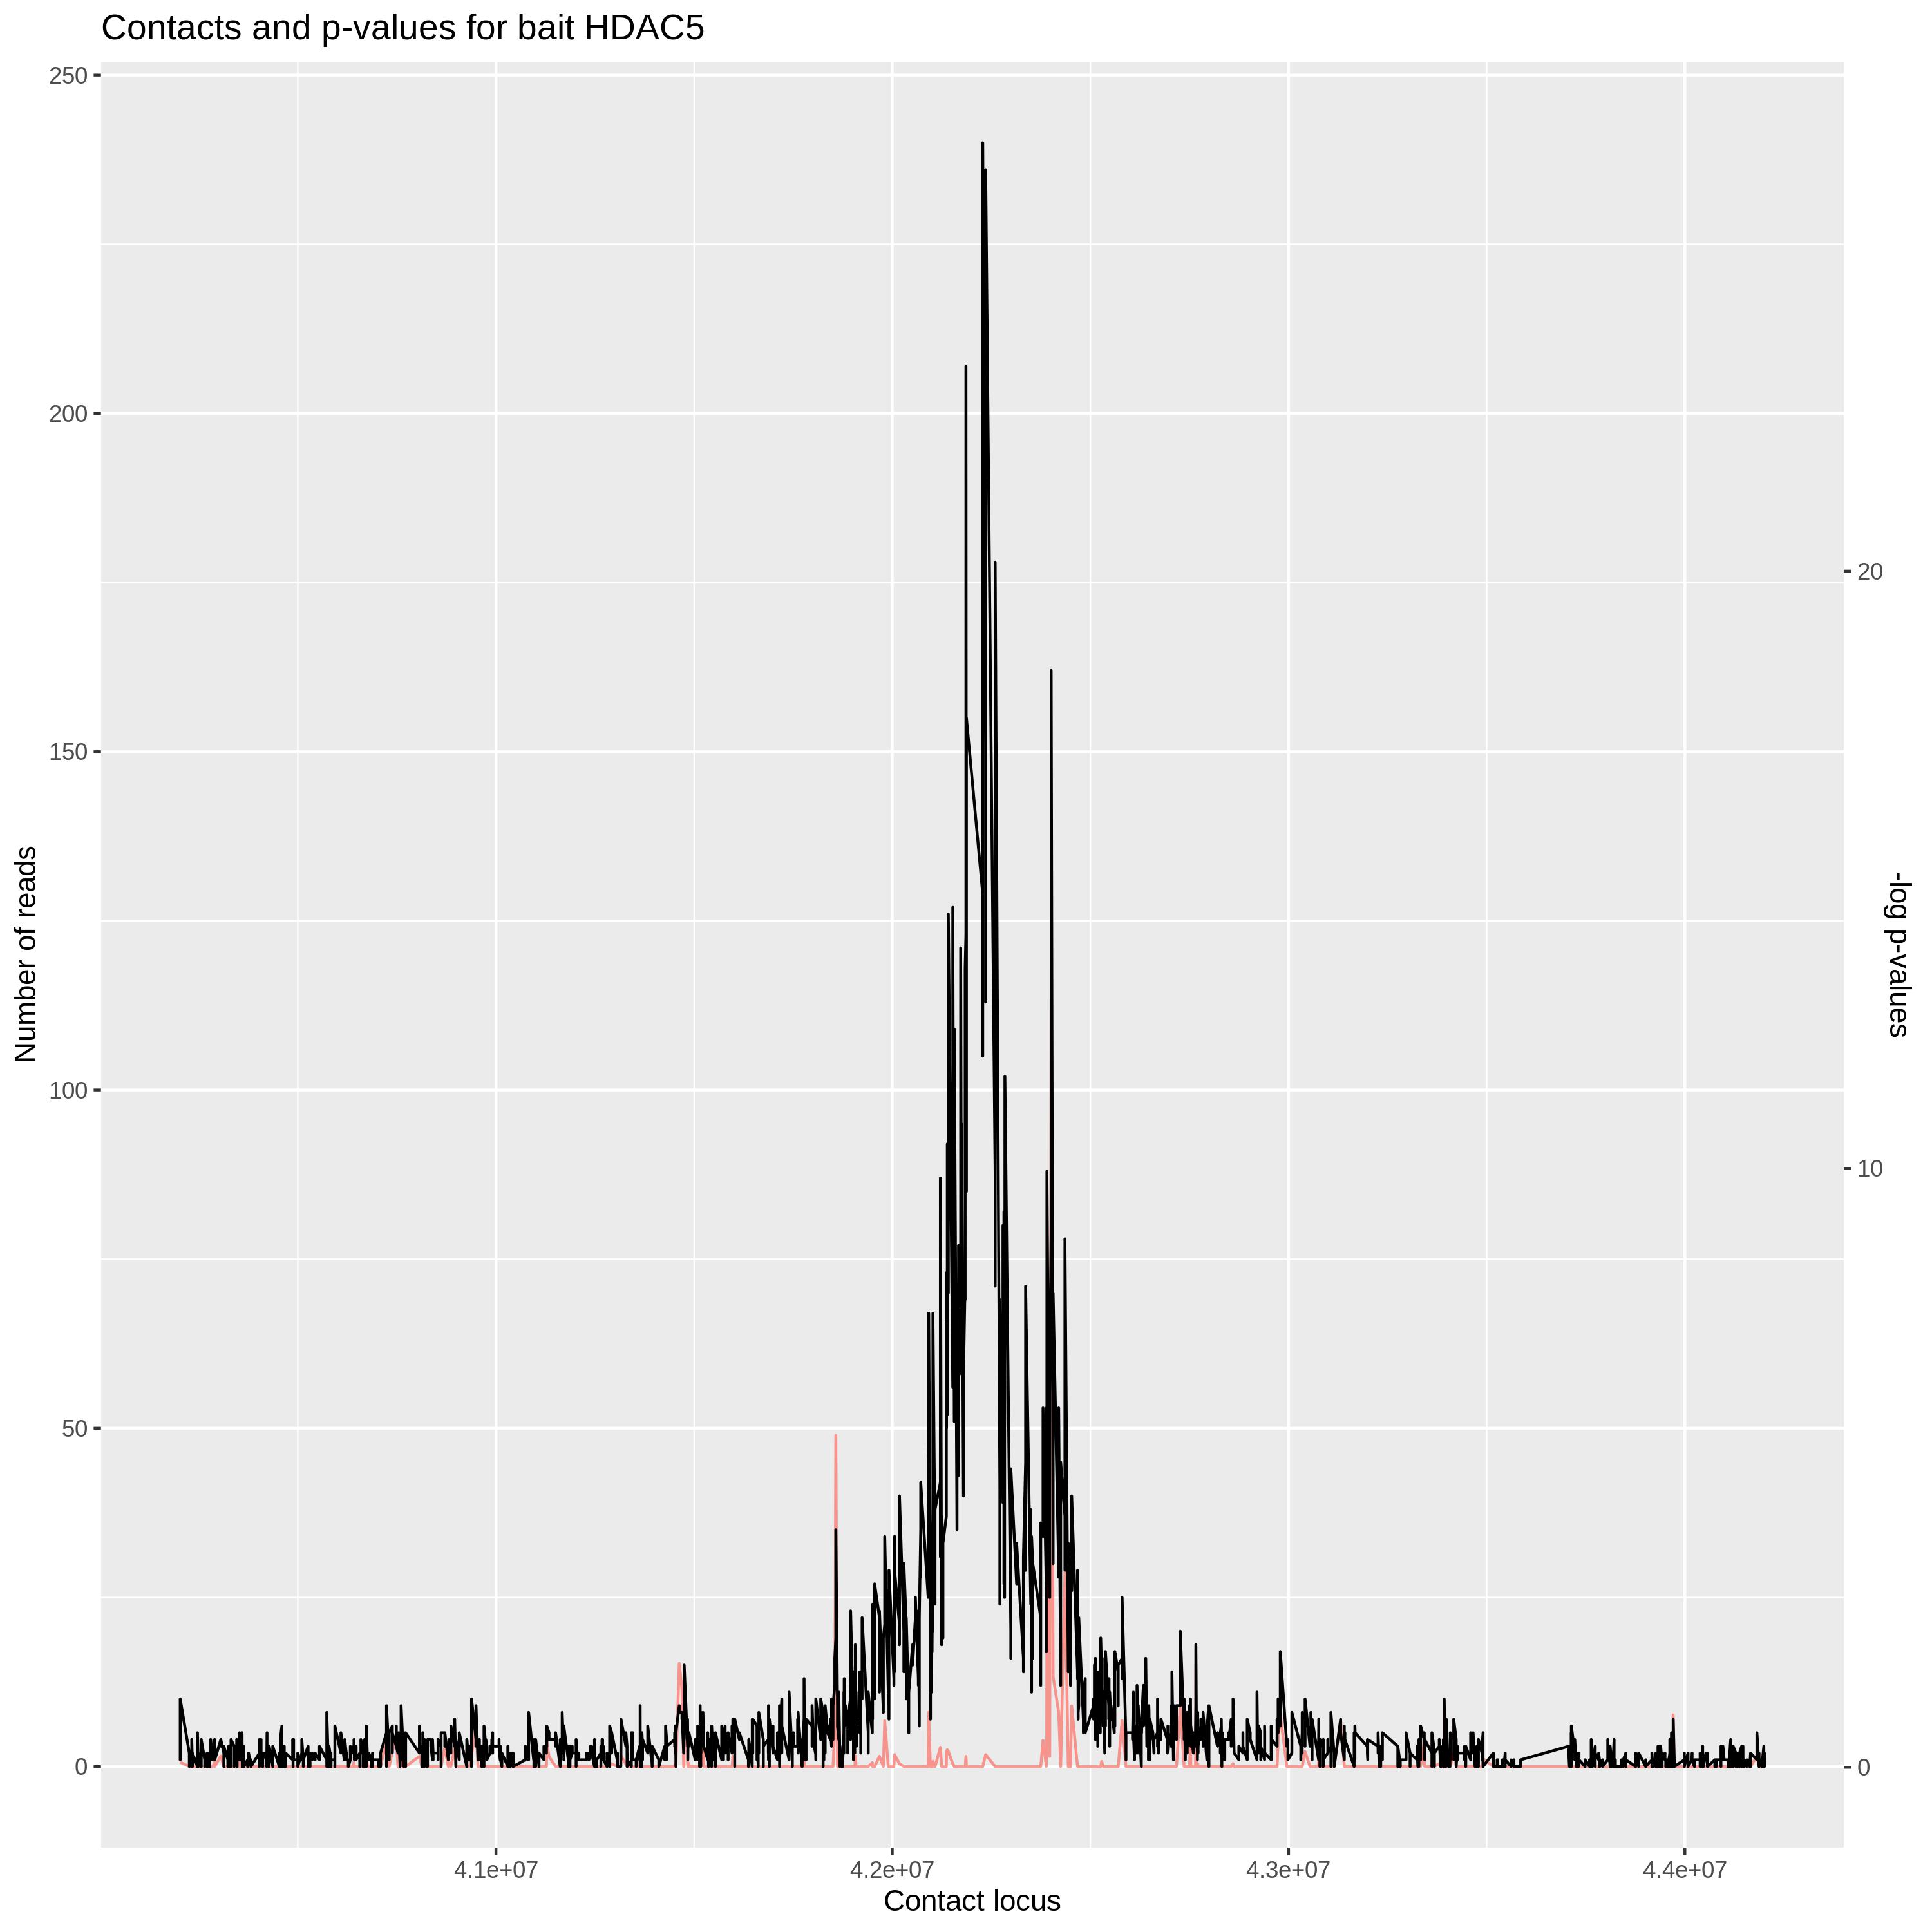 Contacts and p-values for bait HDAC5
250
200
150
100
50
0
Number of reads
20
10
0
-log p-values
4.1e+07
4.2e+07
4.3e+07
4.4e+07
Contact locus